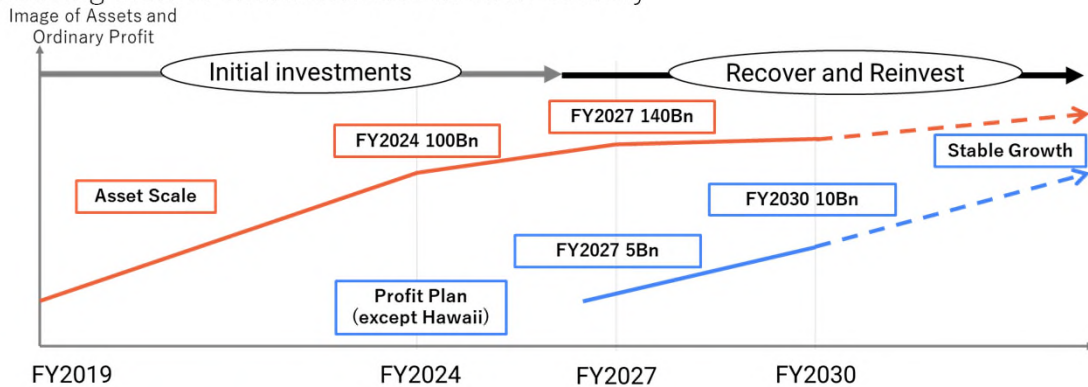 Image of Assets and
Ordinary Profit
Initial investments
Recover and Reinvest
FY2027 140Bn
FY2024 100Bn
Stable Growth
Asset Scale
FY2030 10Bn
FY2027 5Bn
Profit Plan
(except Hawaii)
FY2019
FY2024
FY2027
FY2030